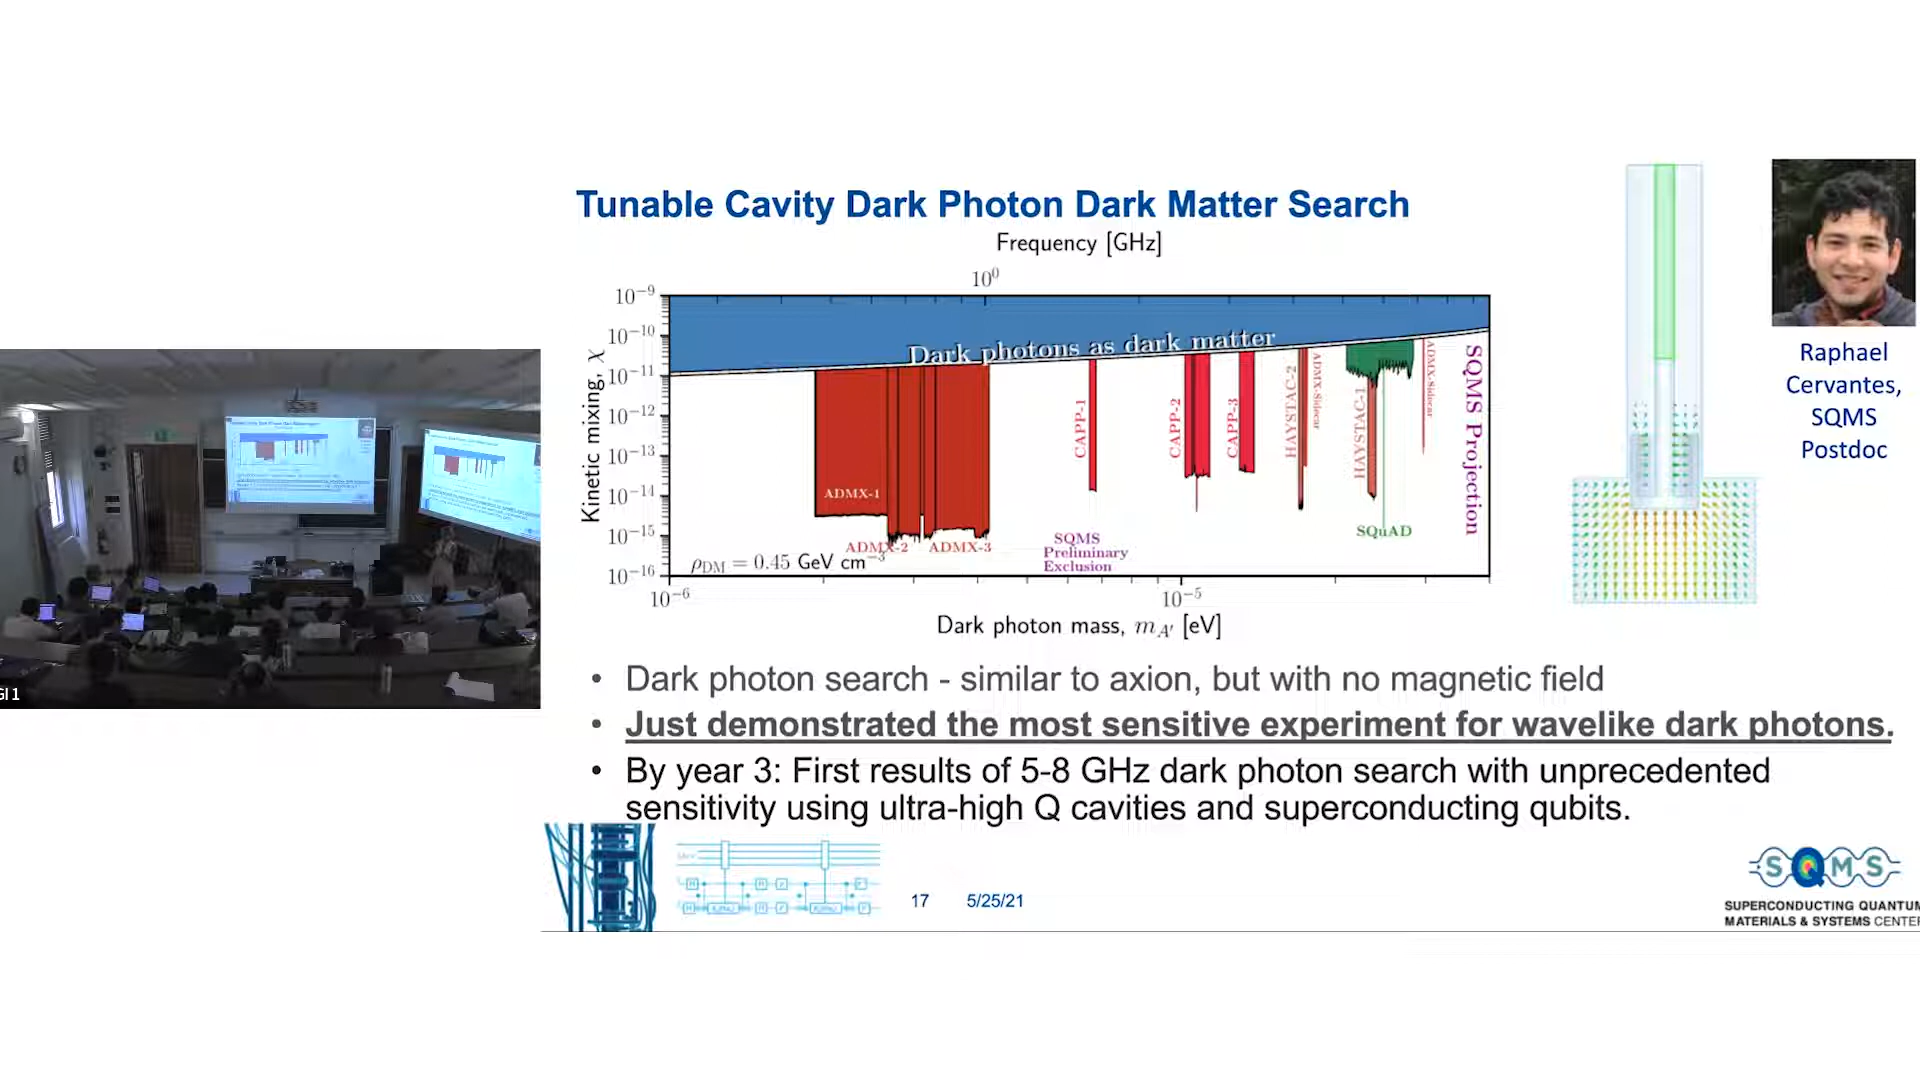 Tunable Cavity Dark Photon Dark Matter Search
Frequency [GHz]
10⁰
10⁻⁹
10⁻¹⁰
10⁻¹¹
10⁻¹²
10⁻¹³
10⁻¹⁴
10⁻¹⁵
10⁻¹⁶
Kinetic mixing, χ
Dark photons as dark matter
ADMX-1
ADMX-2
ADMX-3
CAPP-1
CAPP-2
CAPP-3
HAYSTAC-2
ADMX-Sidecar
HAYSTAC-1
SQuAD
ADMX-Sidecar
SQMS Projection
SQMS
Preliminary
Exclusion
ρDM = 0.45 GeV cm⁻³
10⁻⁶
10⁻⁵
Dark photon mass, mA′ [eV]
Raphael
Cervantes,
SQMS
Postdoc
• Dark photon search - similar to axion, but with no magnetic field
• Just demonstrated the most sensitive experiment for wavelike dark photons.
• By year 3: First results of 5-8 GHz dark photon search with unprecedented
sensitivity using ultra-high Q cavities and superconducting qubits.
17 5/25/21
SQMS
SUPERCONDUCTING QUANTUM
MATERIALS & SYSTEMS CENTER
GI 1